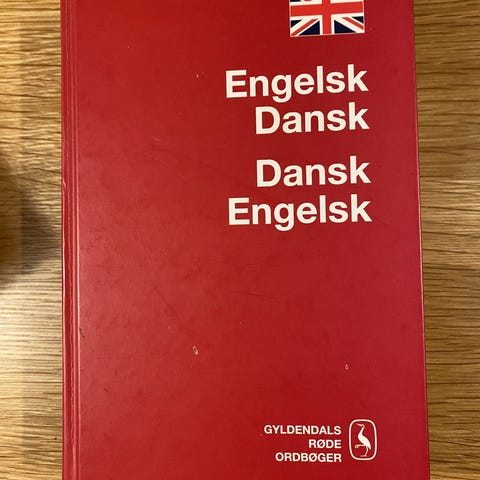 Engelsk
Dansk
Dansk
Engelsk
GYLDENDALS
RØDE
ORDBØGER